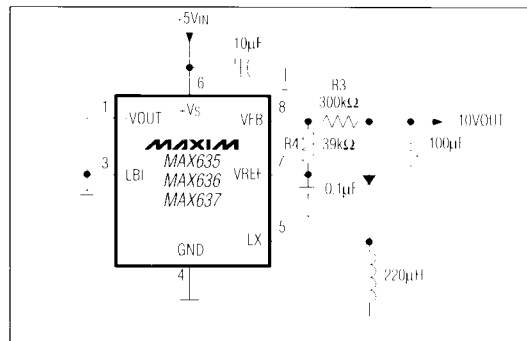 5VIN
10µF
6
R3
300kΩ
1
-VOUT
-VS
VFB
8
10VOUT
R4
39kΩ
100µF
MAXIM
3
LBI
MAX635
MAX636
MAX637
VREF
7
0.1µF
LX
5
GND
4
220µH